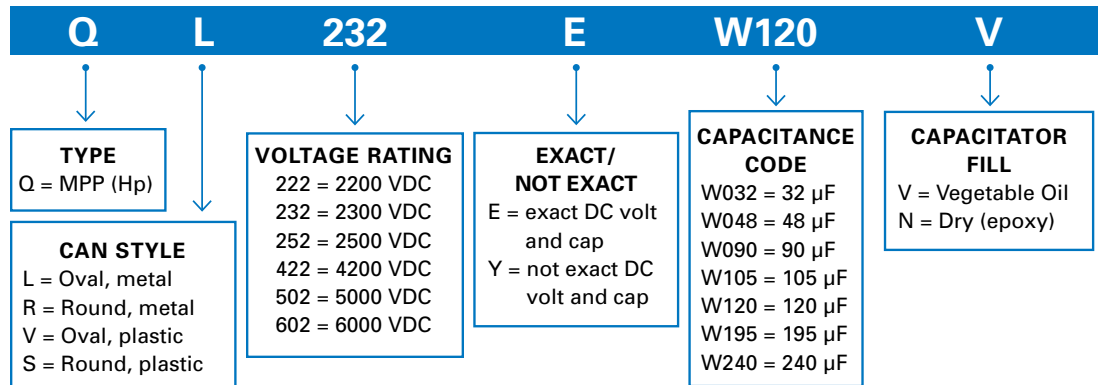 Q L 232 E W120 V
TYPE
Q = MPP (Hp)
CAN STYLE
L = Oval, metal
R = Round, metal
V = Oval, plastic
S = Round, plastic
VOLTAGE RATING
222 = 2200 VDC
232 = 2300 VDC
252 = 2500 VDC
422 = 4200 VDC
502 = 5000 VDC
602 = 6000 VDC
EXACT/
NOT EXACT
E = exact DC volt
and cap
Y = not exact DC
volt and cap
CAPACITANCE
CODE
W032 = 32 µF
W048 = 48 µF
W090 = 90 µF
W105 = 105 µF
W120 = 120 µF
W195 = 195 µF
W240 = 240 µF
CAPACITATOR
FILL
V = Vegetable Oil
N = Dry (epoxy)